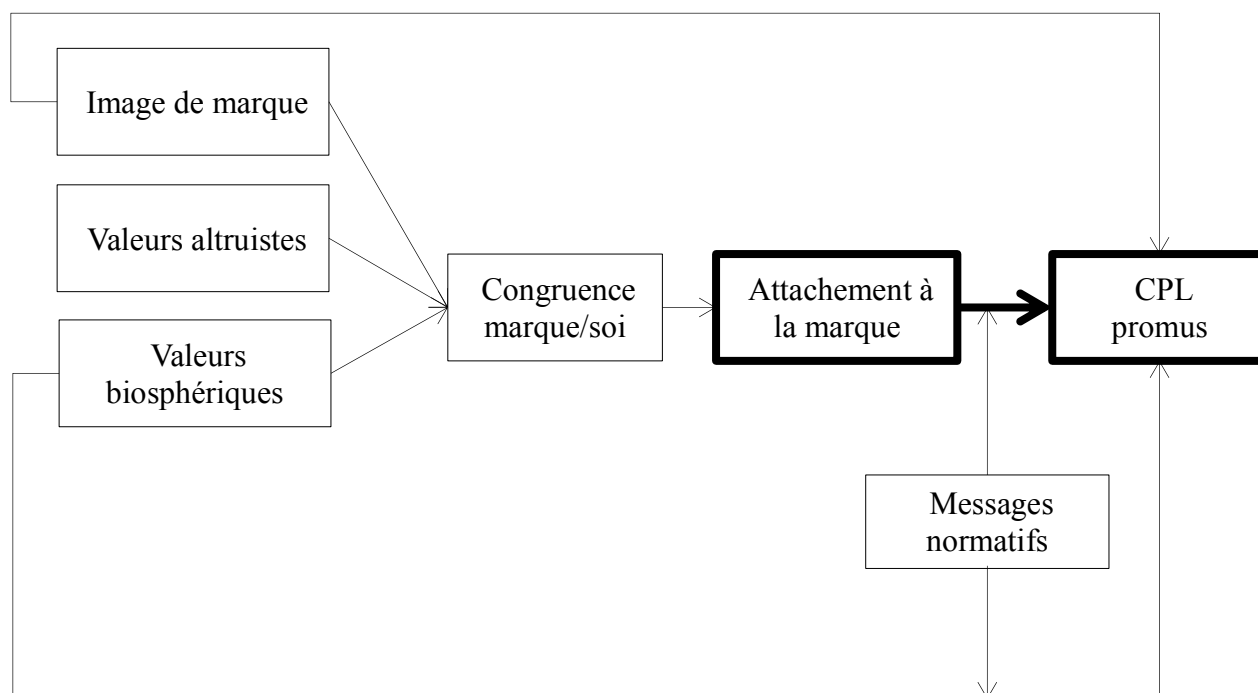 Image de marque
Valeurs altruistes
Valeurs
biosphériques
Congruence
marque/soi
Attachement à
la marque
CPL
promus
Messages
normatifs